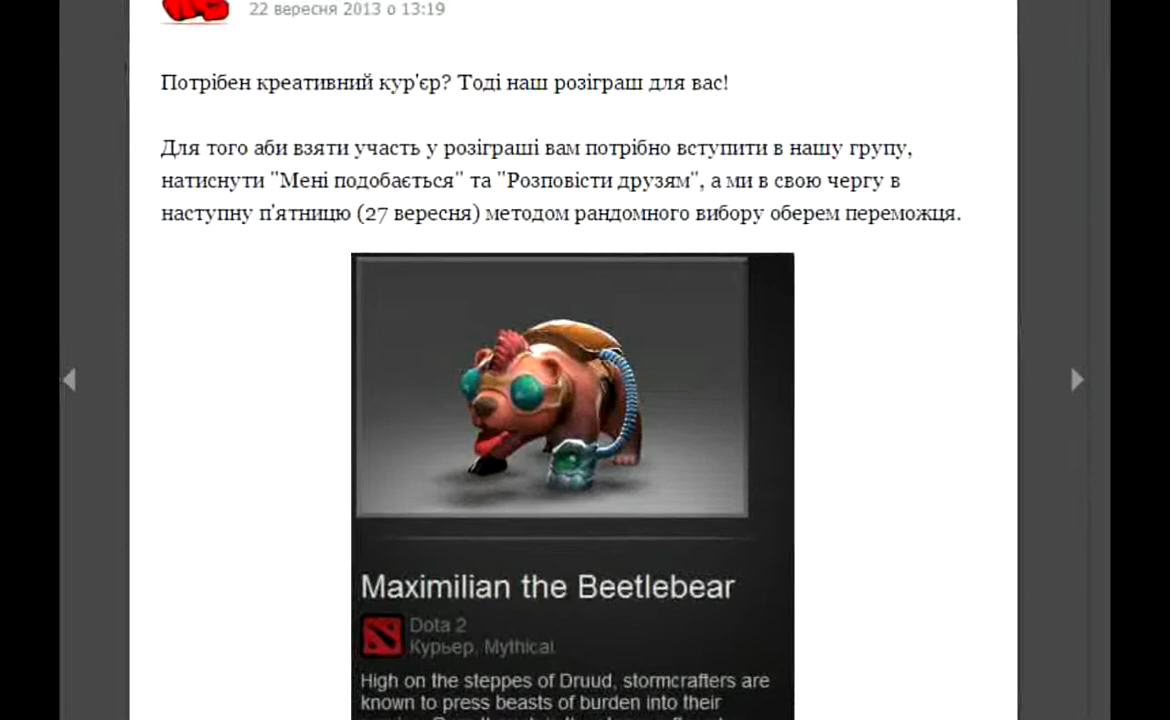 22 вересня 2013 о 13:19
Потрібен креативний кур'єр? Тоді наш розіграш для вас!
Для того аби взяти участь у розіграші вам потрібно вступити в нашу групу,
натиснути "Мені подобається" та "Розповісти друзям", а ми в свою чергу в
наступну п'ятницю (27 вересня) методом рандомного вибору оберем переможця.
Maximilian the Beetlebear
Dota 2
Курьер, Mythical
High on the steppes of Druud, stormcrafters are
known to press beasts of burden into their